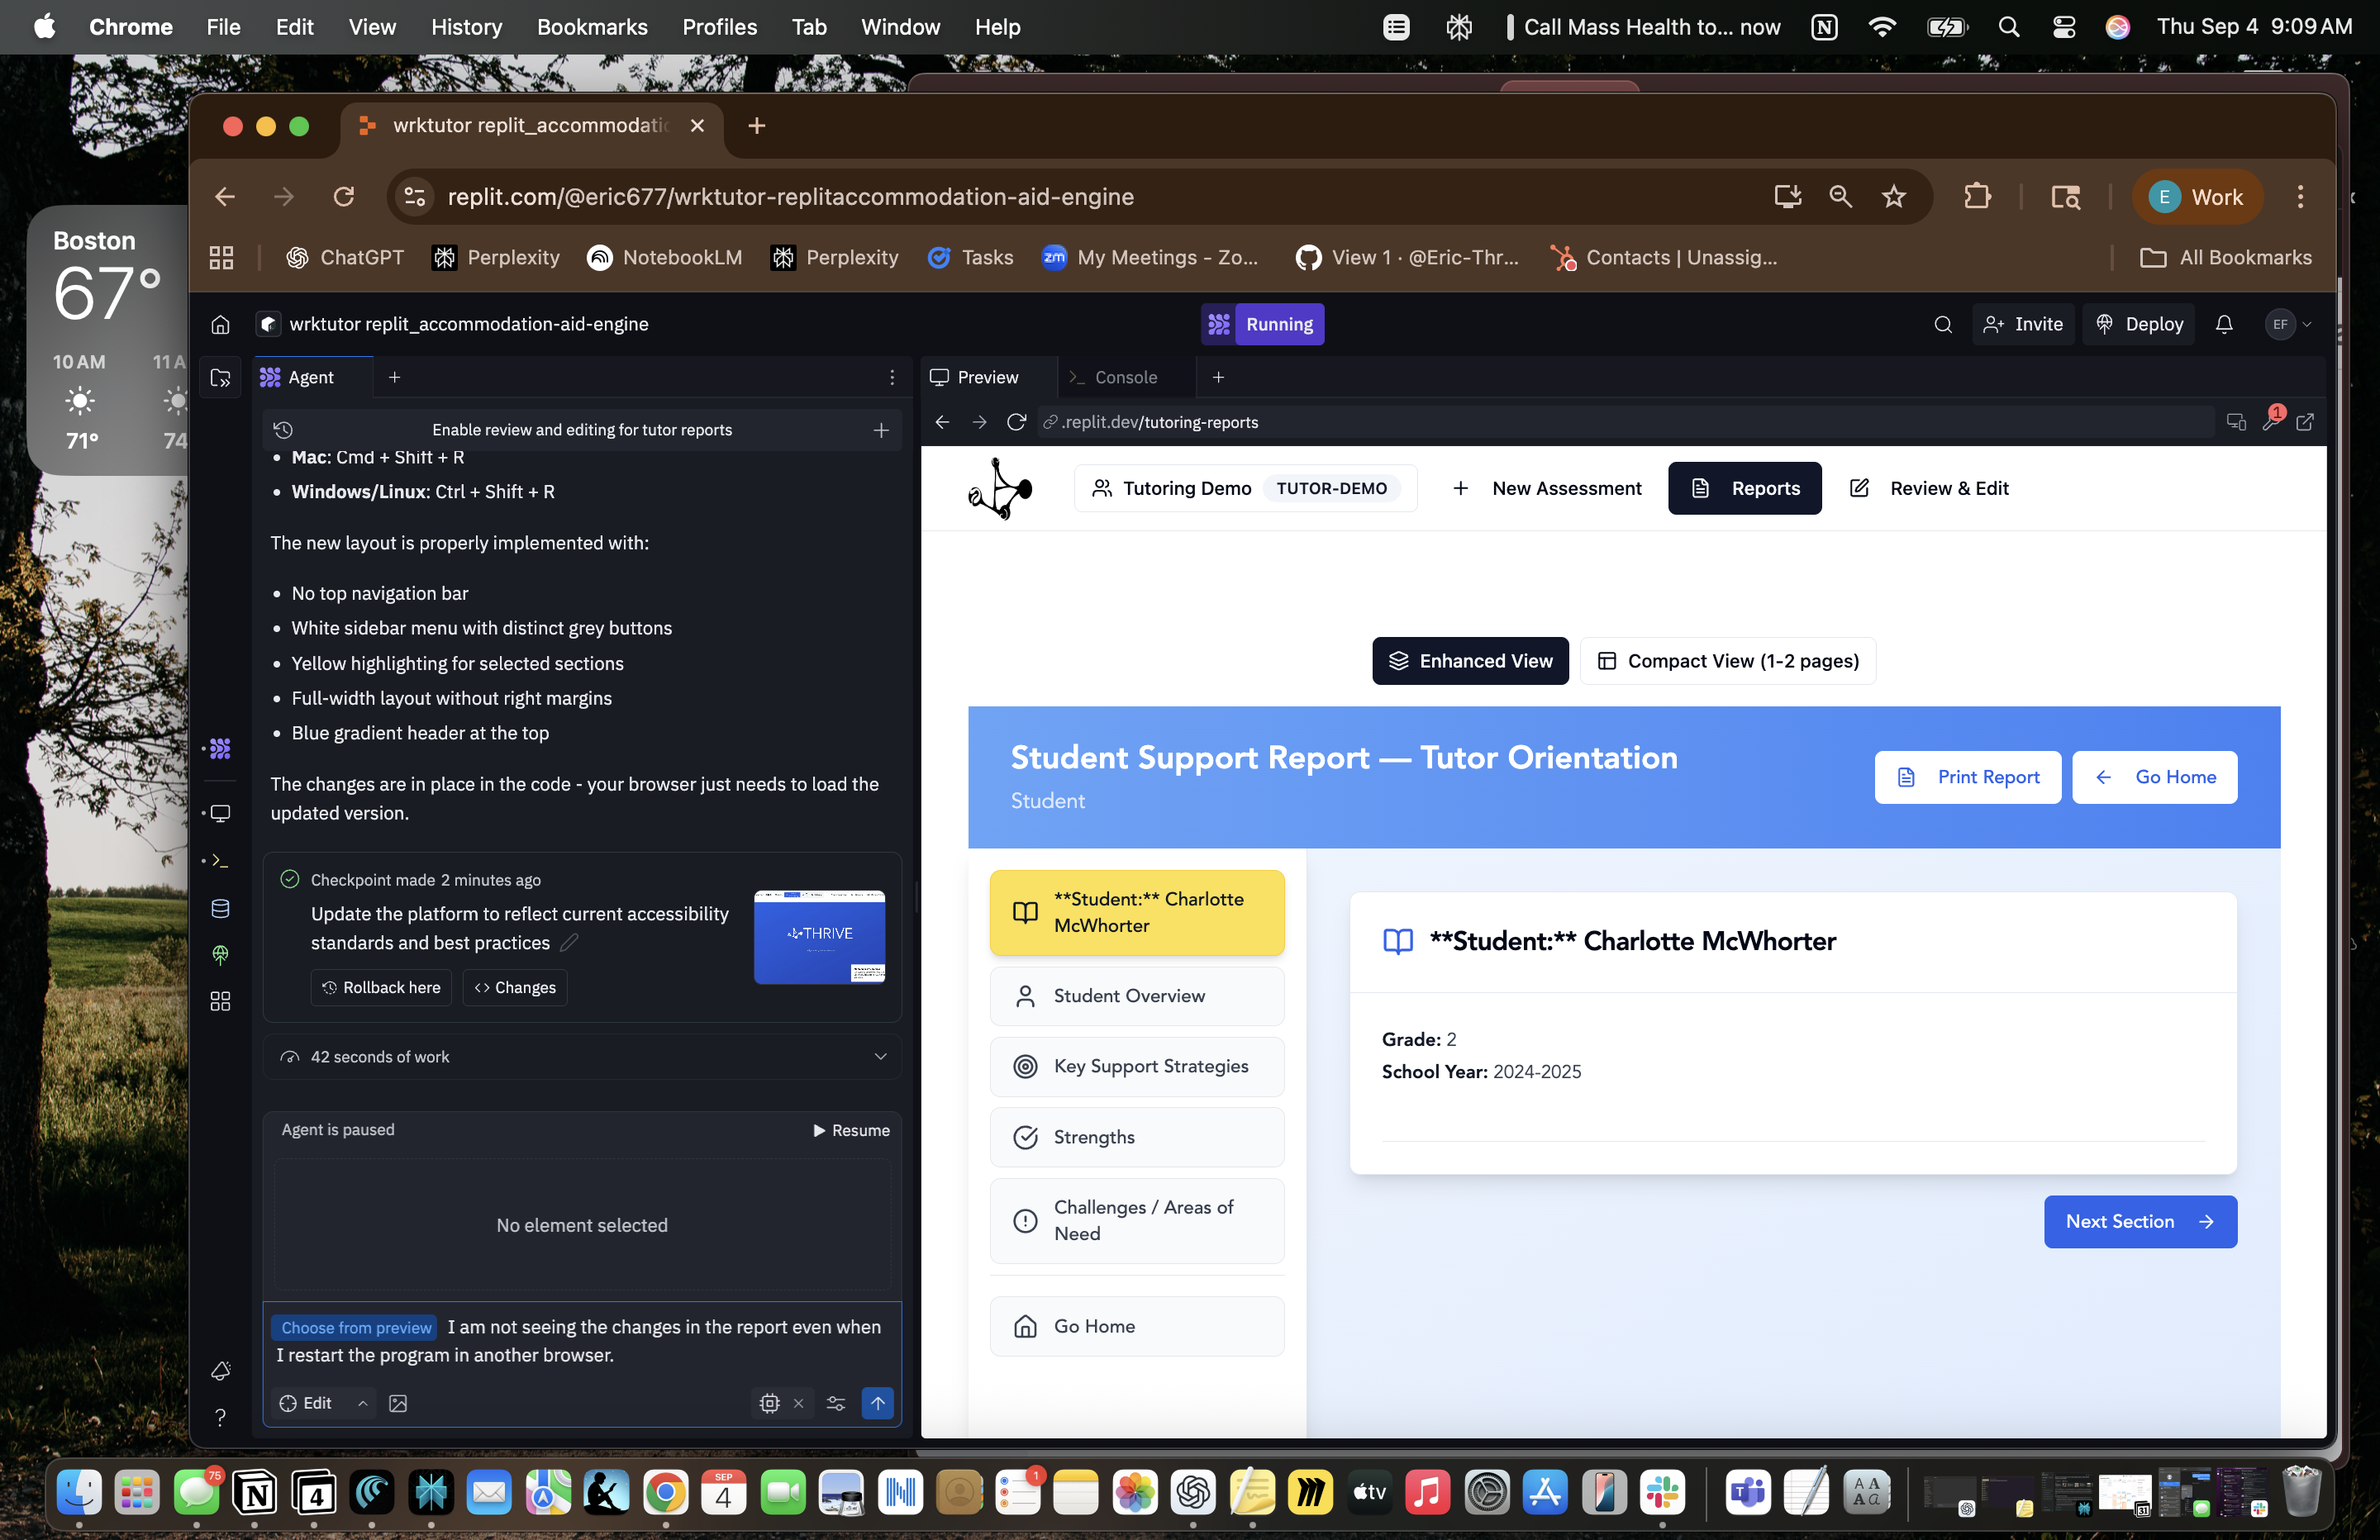 Chrome File Edit View History Bookmarks Profiles Tab Window Help Call Mass Health to... now Thu Sep 4 9:09 AM
Boston
67°
10 AM 11 A
71° 74
wrktutor replit_accommodati
replit.com/@eric677/wrktutor-replitaccommodation-aid-engine
E Work
ChatGPT Perplexity NotebookLM Perplexity Tasks zm My Meetings - Zo... View 1 · @Eric-Thr... Contacts | Unassig... All Bookmarks
wrktutor replit_accommodation-aid-engine Running Invite Deploy EF
Agent
Enable review and editing for tutor reports
• Mac: Cmd + Shift + R
• Windows/Linux: Ctrl + Shift + R
The new layout is properly implemented with:
• No top navigation bar
• White sidebar menu with distinct grey buttons
• Yellow highlighting for selected sections
• Full-width layout without right margins
• Blue gradient header at the top
The changes are in place in the code - your browser just needs to load the
updated version.
Checkpoint made 2 minutes ago
Update the platform to reflect current accessibility
standards and best practices
THRIVE
Rollback here Changes
42 seconds of work
Agent is paused Resume
No element selected
Choose from preview I am not seeing the changes in the report even when
I restart the program in another browser.
Edit
?
Preview Console
.replit.dev/tutoring-reports
1
Tutoring Demo TUTOR-DEMO New Assessment Reports Review & Edit
Enhanced View Compact View (1-2 pages)
Student Support Report — Tutor Orientation
Student
Print Report Go Home
**Student:** Charlotte
McWhorter
Student Overview
Key Support Strategies
Strengths
Challenges / Areas of
Need
Go Home
**Student:** Charlotte McWhorter
Grade: 2
School Year: 2024-2025
Next Section
75 4 SEP 4 1 tv